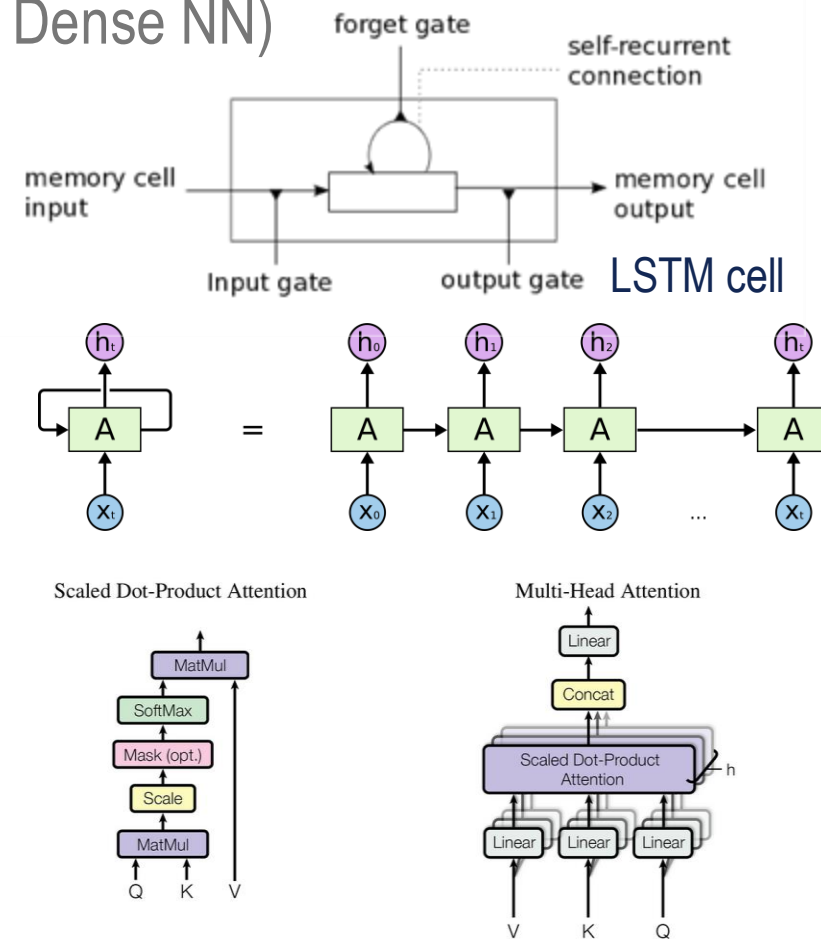 Dense NN)
forget gate
self-recurrent
connection
memory cell
input
memory cell
output
Input gate
output gate
LSTM cell
hₜ
h₀
h₁
h₂
hₜ
A
=
A
A
A
A
xₜ
x₀
x₁
x₂
...
xₜ
Scaled Dot-Product Attention
MatMul
SoftMax
Mask (opt.)
Scale
MatMul
Q
K
V
Multi-Head Attention
Linear
Concat
Scaled Dot-Product
Attention
h
Linear
Linear
Linear
V
K
Q